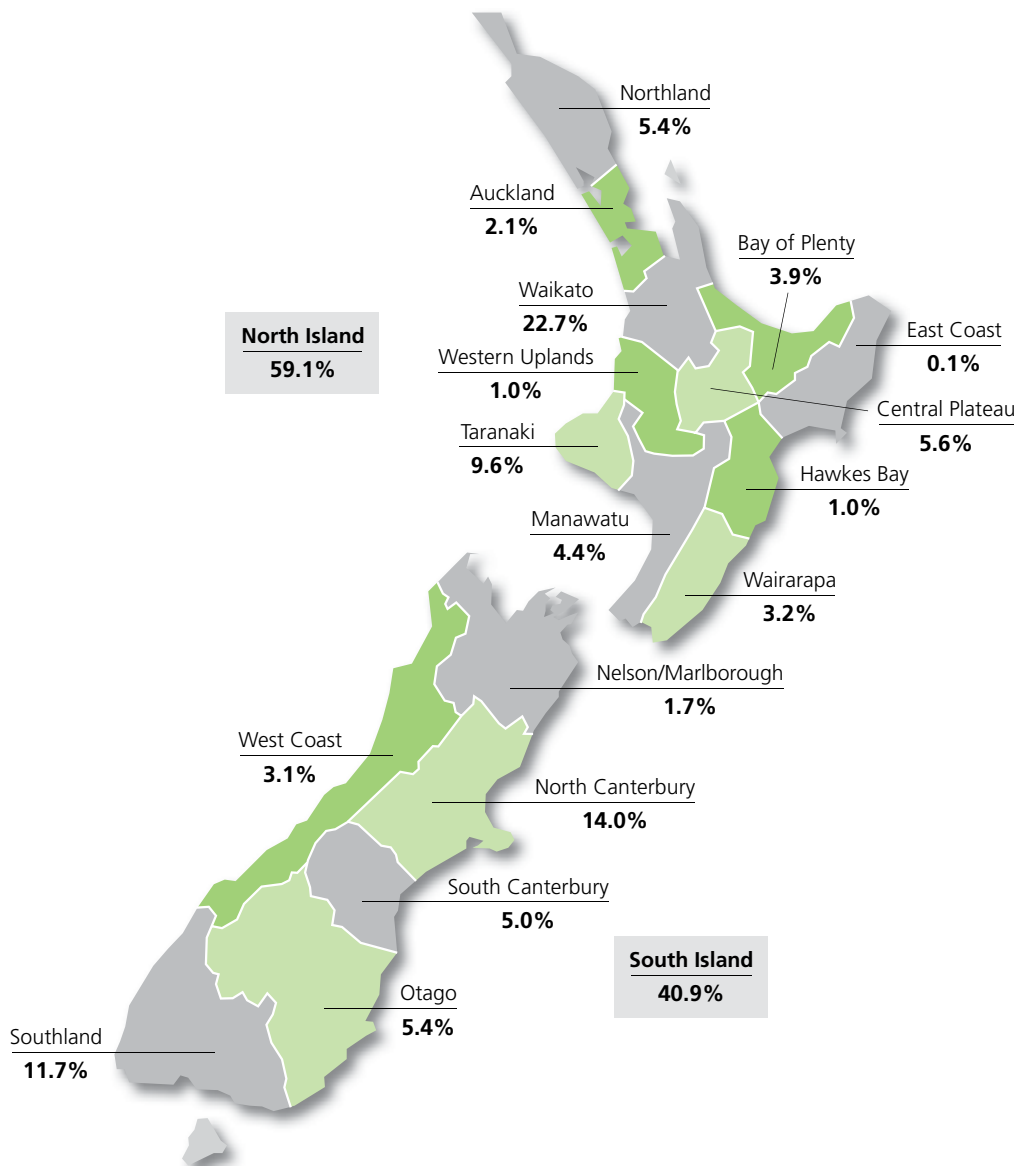 Northland
5.4%
Auckland
2.1%
Bay of Plenty
3.9%
Waikato
22.7%
North Island
59.1%
East Coast
0.1%
Western Uplands
1.0%
Central Plateau
5.6%
Taranaki
9.6%
Hawkes Bay
1.0%
Manawatu
4.4%
Wairarapa
3.2%
Nelson/Marlborough
1.7%
West Coast
3.1%
North Canterbury
14.0%
South Canterbury
5.0%
South Island
40.9%
Otago
5.4%
Southland
11.7%